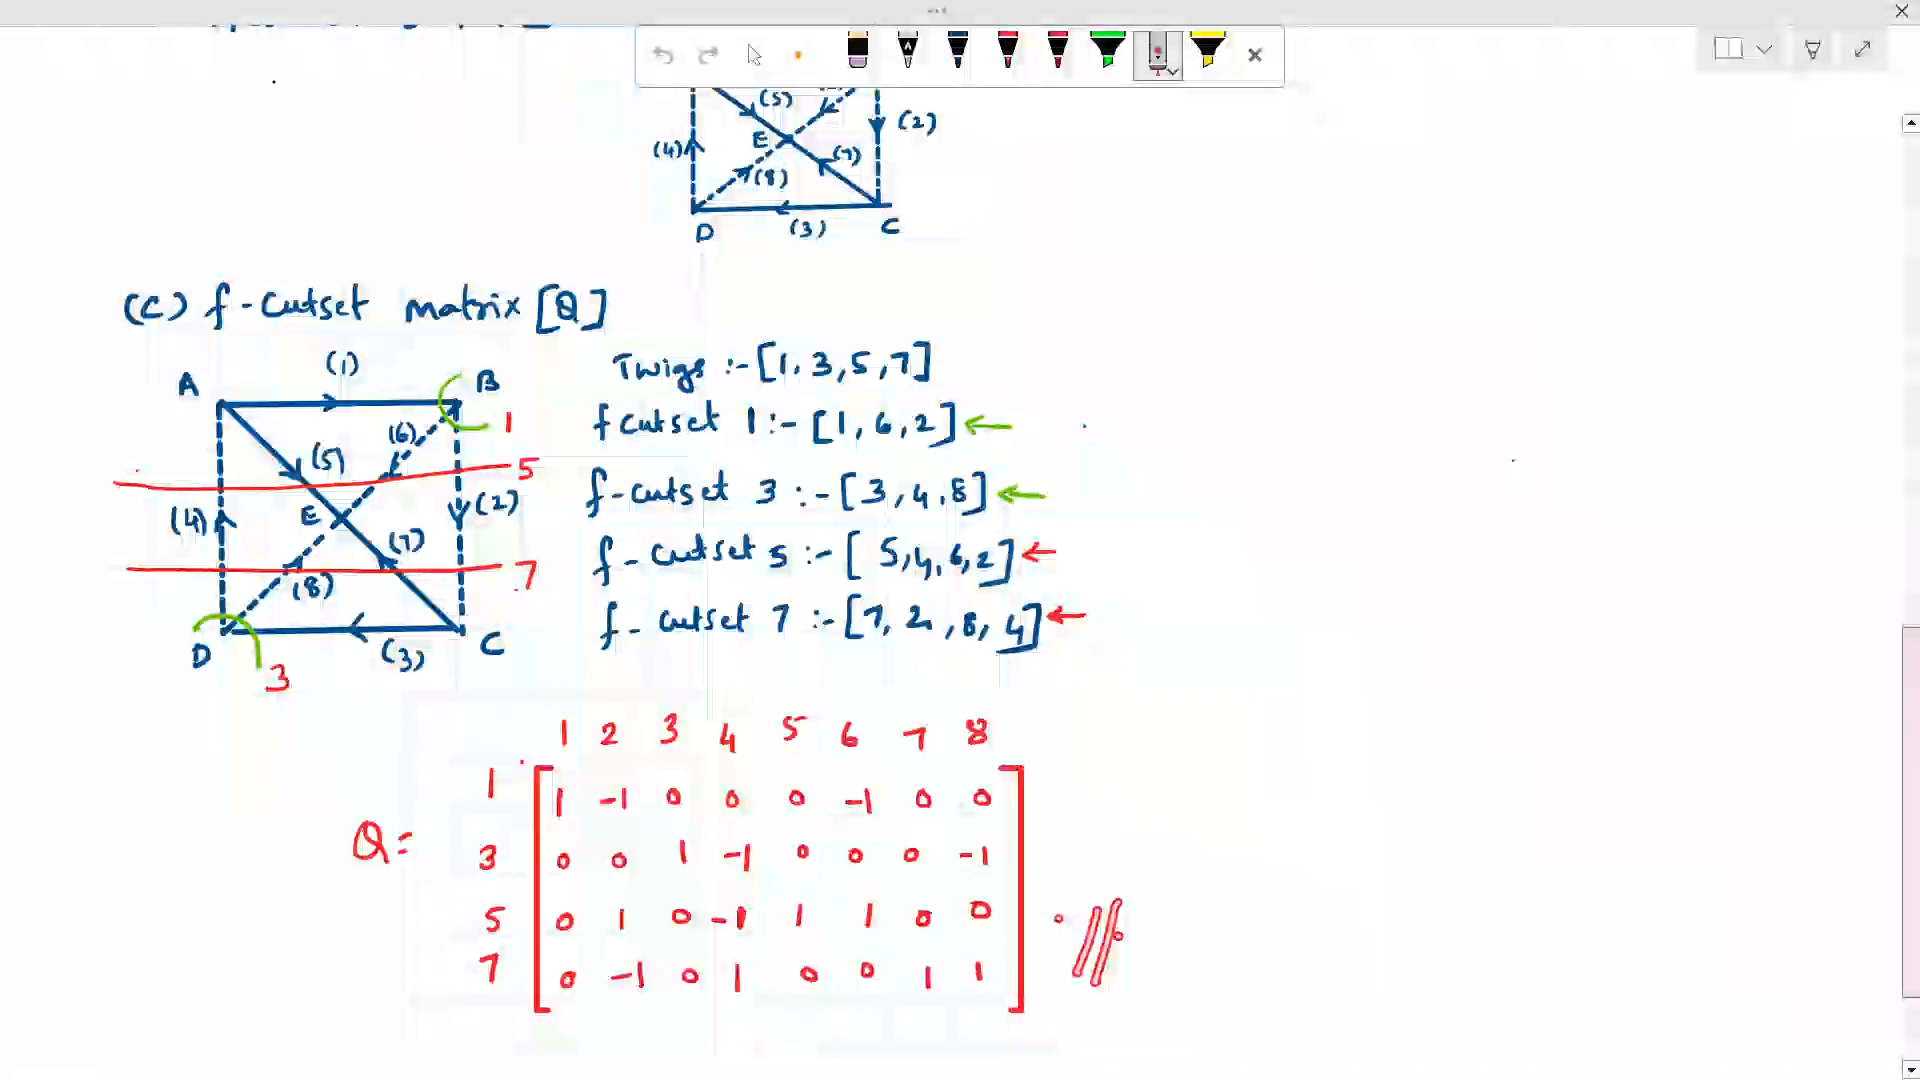 (5)
(2)
(4)
E
(7)
(8)
D
(3)
C
(C) f-Cutset matrix [Q]
(1)
A
B
1
(6)
(5)
5
(4)
E
(2)
(7)
7
(8)
D
(3)
C
3
Twigs :- [1, 3, 5, 7]
f cutset 1 :- [1, 6, 2] ←
f-cutset 3 :- [3, 4, 8] ←
f-cutset 5 :- [5, 4, 6, 2] ←
f-cutset 7 :- [7, 2, 8, 4] ←
1 2 3 4 5 6 7 8
1 1 -1 0 0 0 -1 0 0
Q=
3 0 0 1 -1 0 0 0 -1
5 0 1 0 -1 1 1 0 0
7 0 -1 0 1 0 0 1 1